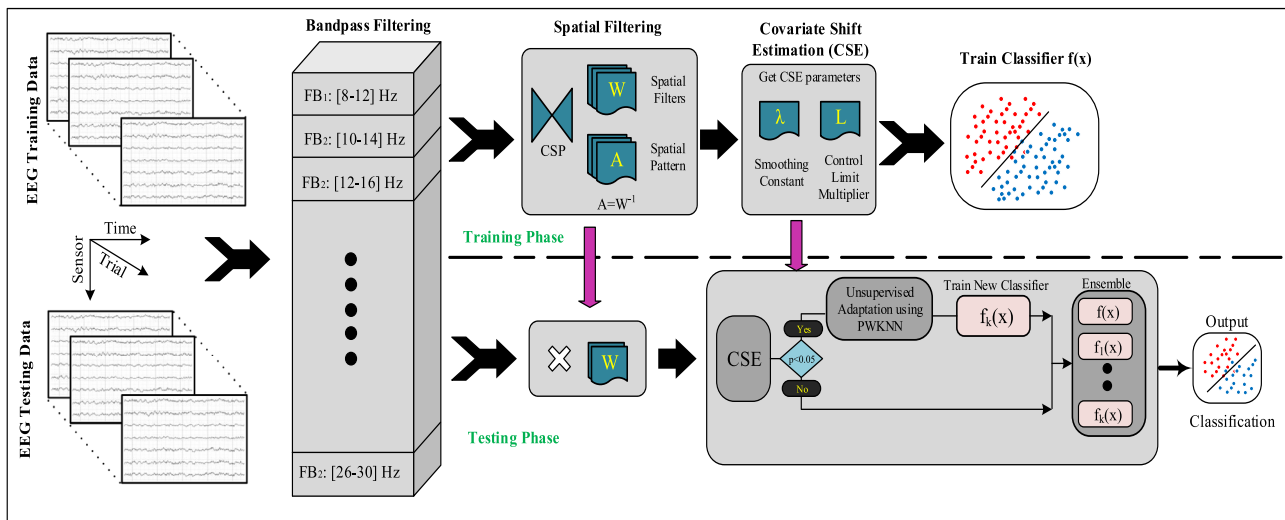 EEG Training Data
Time
Trial
Sensor
EEG Testing Data
Bandpass Filtering
FB1: [8-12] Hz
FB2: [10-14] Hz
FB2: [12-16] Hz
FB2: [26-30] Hz
Spatial Filtering
CSP
W
Spatial
Filters
A
Spatial
Pattern
A=W-1
Covariate Shift
Estimation (CSE)
Get CSE parameters
λ
Smoothing
Constant
L
Control
Limit
Multiplier
Train Classifier f(x)
Training Phase
Testing Phase
W
CSE
p<0.05
Yes
No
Unsupervised
Adaptation using
PWKNN
Train New Classifier
fk(x)
Ensemble
f(x)
f1(x)
fk(x)
Output
Classification